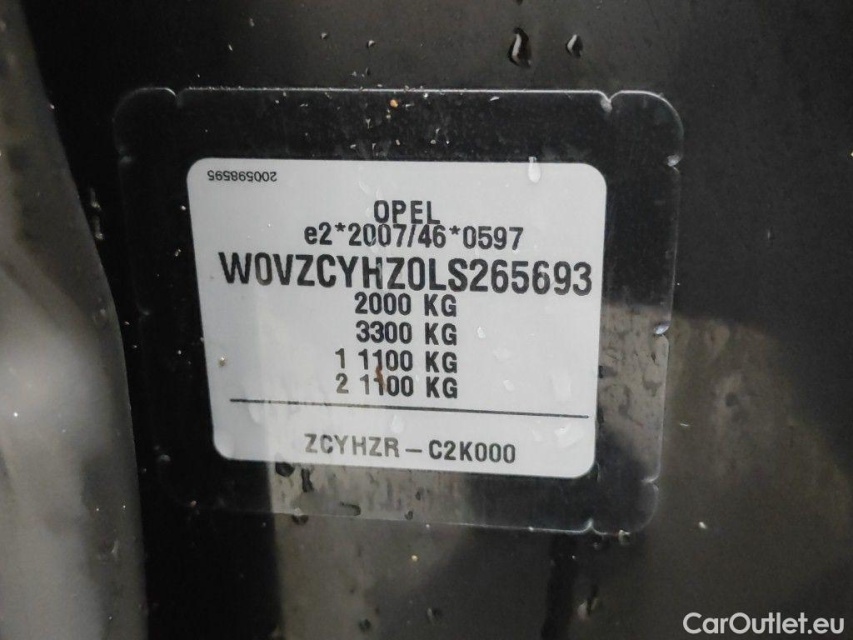 200598595
OPEL
e2*2007/46*0597
W0VZCYHZ0LS265693
2000 KG
3300 KG
1 1100 KG
2 1100 KG
ZCYHZR - C2K000
CarOutlet.eu